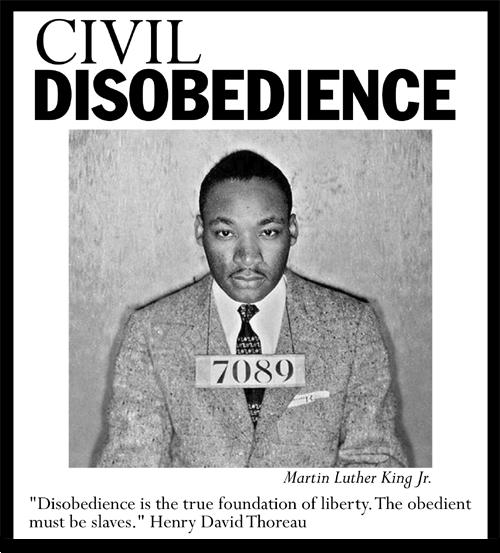 CIVIL
DISOBEDIENCE
7089
Martin Luther King Jr.
"Disobedience is the true foundation of liberty. The obedient
must be slaves." Henry David Thoreau